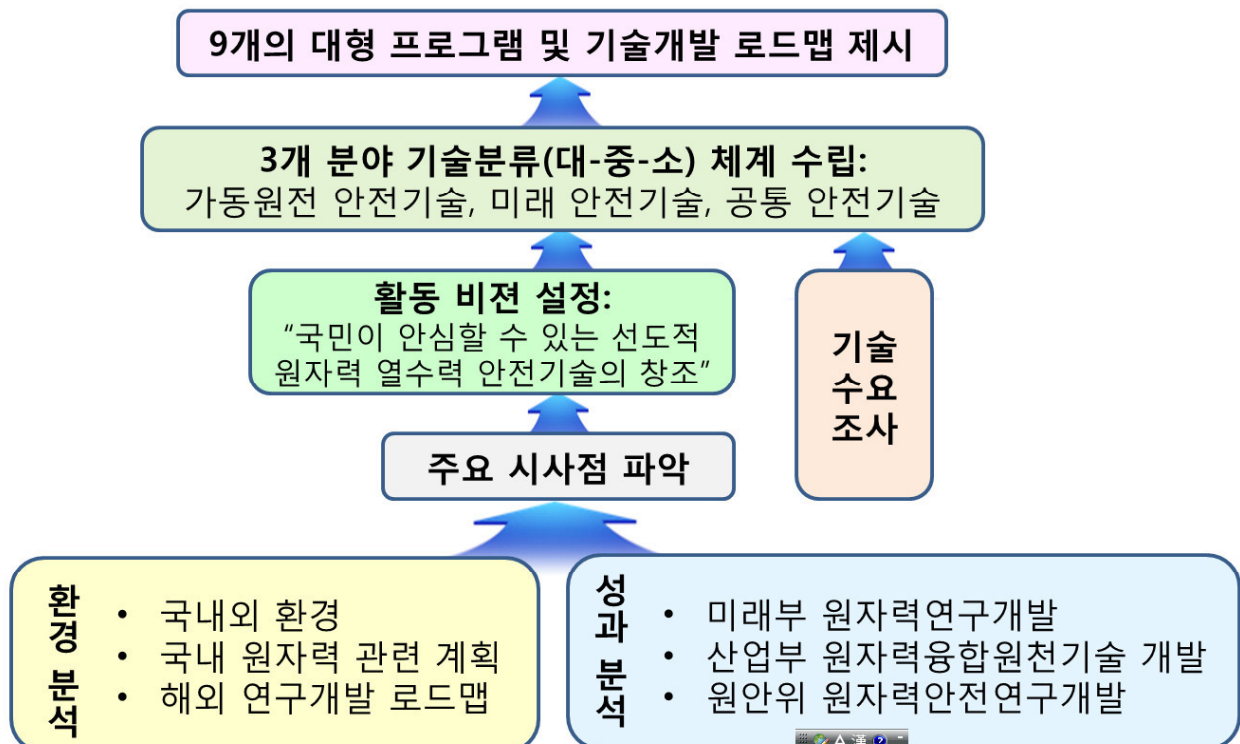 9개의 대형 프로그램 및 기술개발 로드맵 제시
3개 분야 기술분류(대-중-소) 체계 수립:
가동원전 안전기술, 미래 안전기술, 공통 안전기술
활동 비젼 설정:
“국민이 안심할 수 있는 선도적
원자력 열수력 안전기술의 창조”
기술
수요
조사
주요 시사점 파악
환경 분석
• 국내외 환경
• 국내 원자력 관련 계획
• 해외 연구개발 로드맵
성과 분석
• 미래부 원자력연구개발
• 산업부 원자력융합원천기술 개발
• 원안위 원자력안전연구개발
A 漢 ?